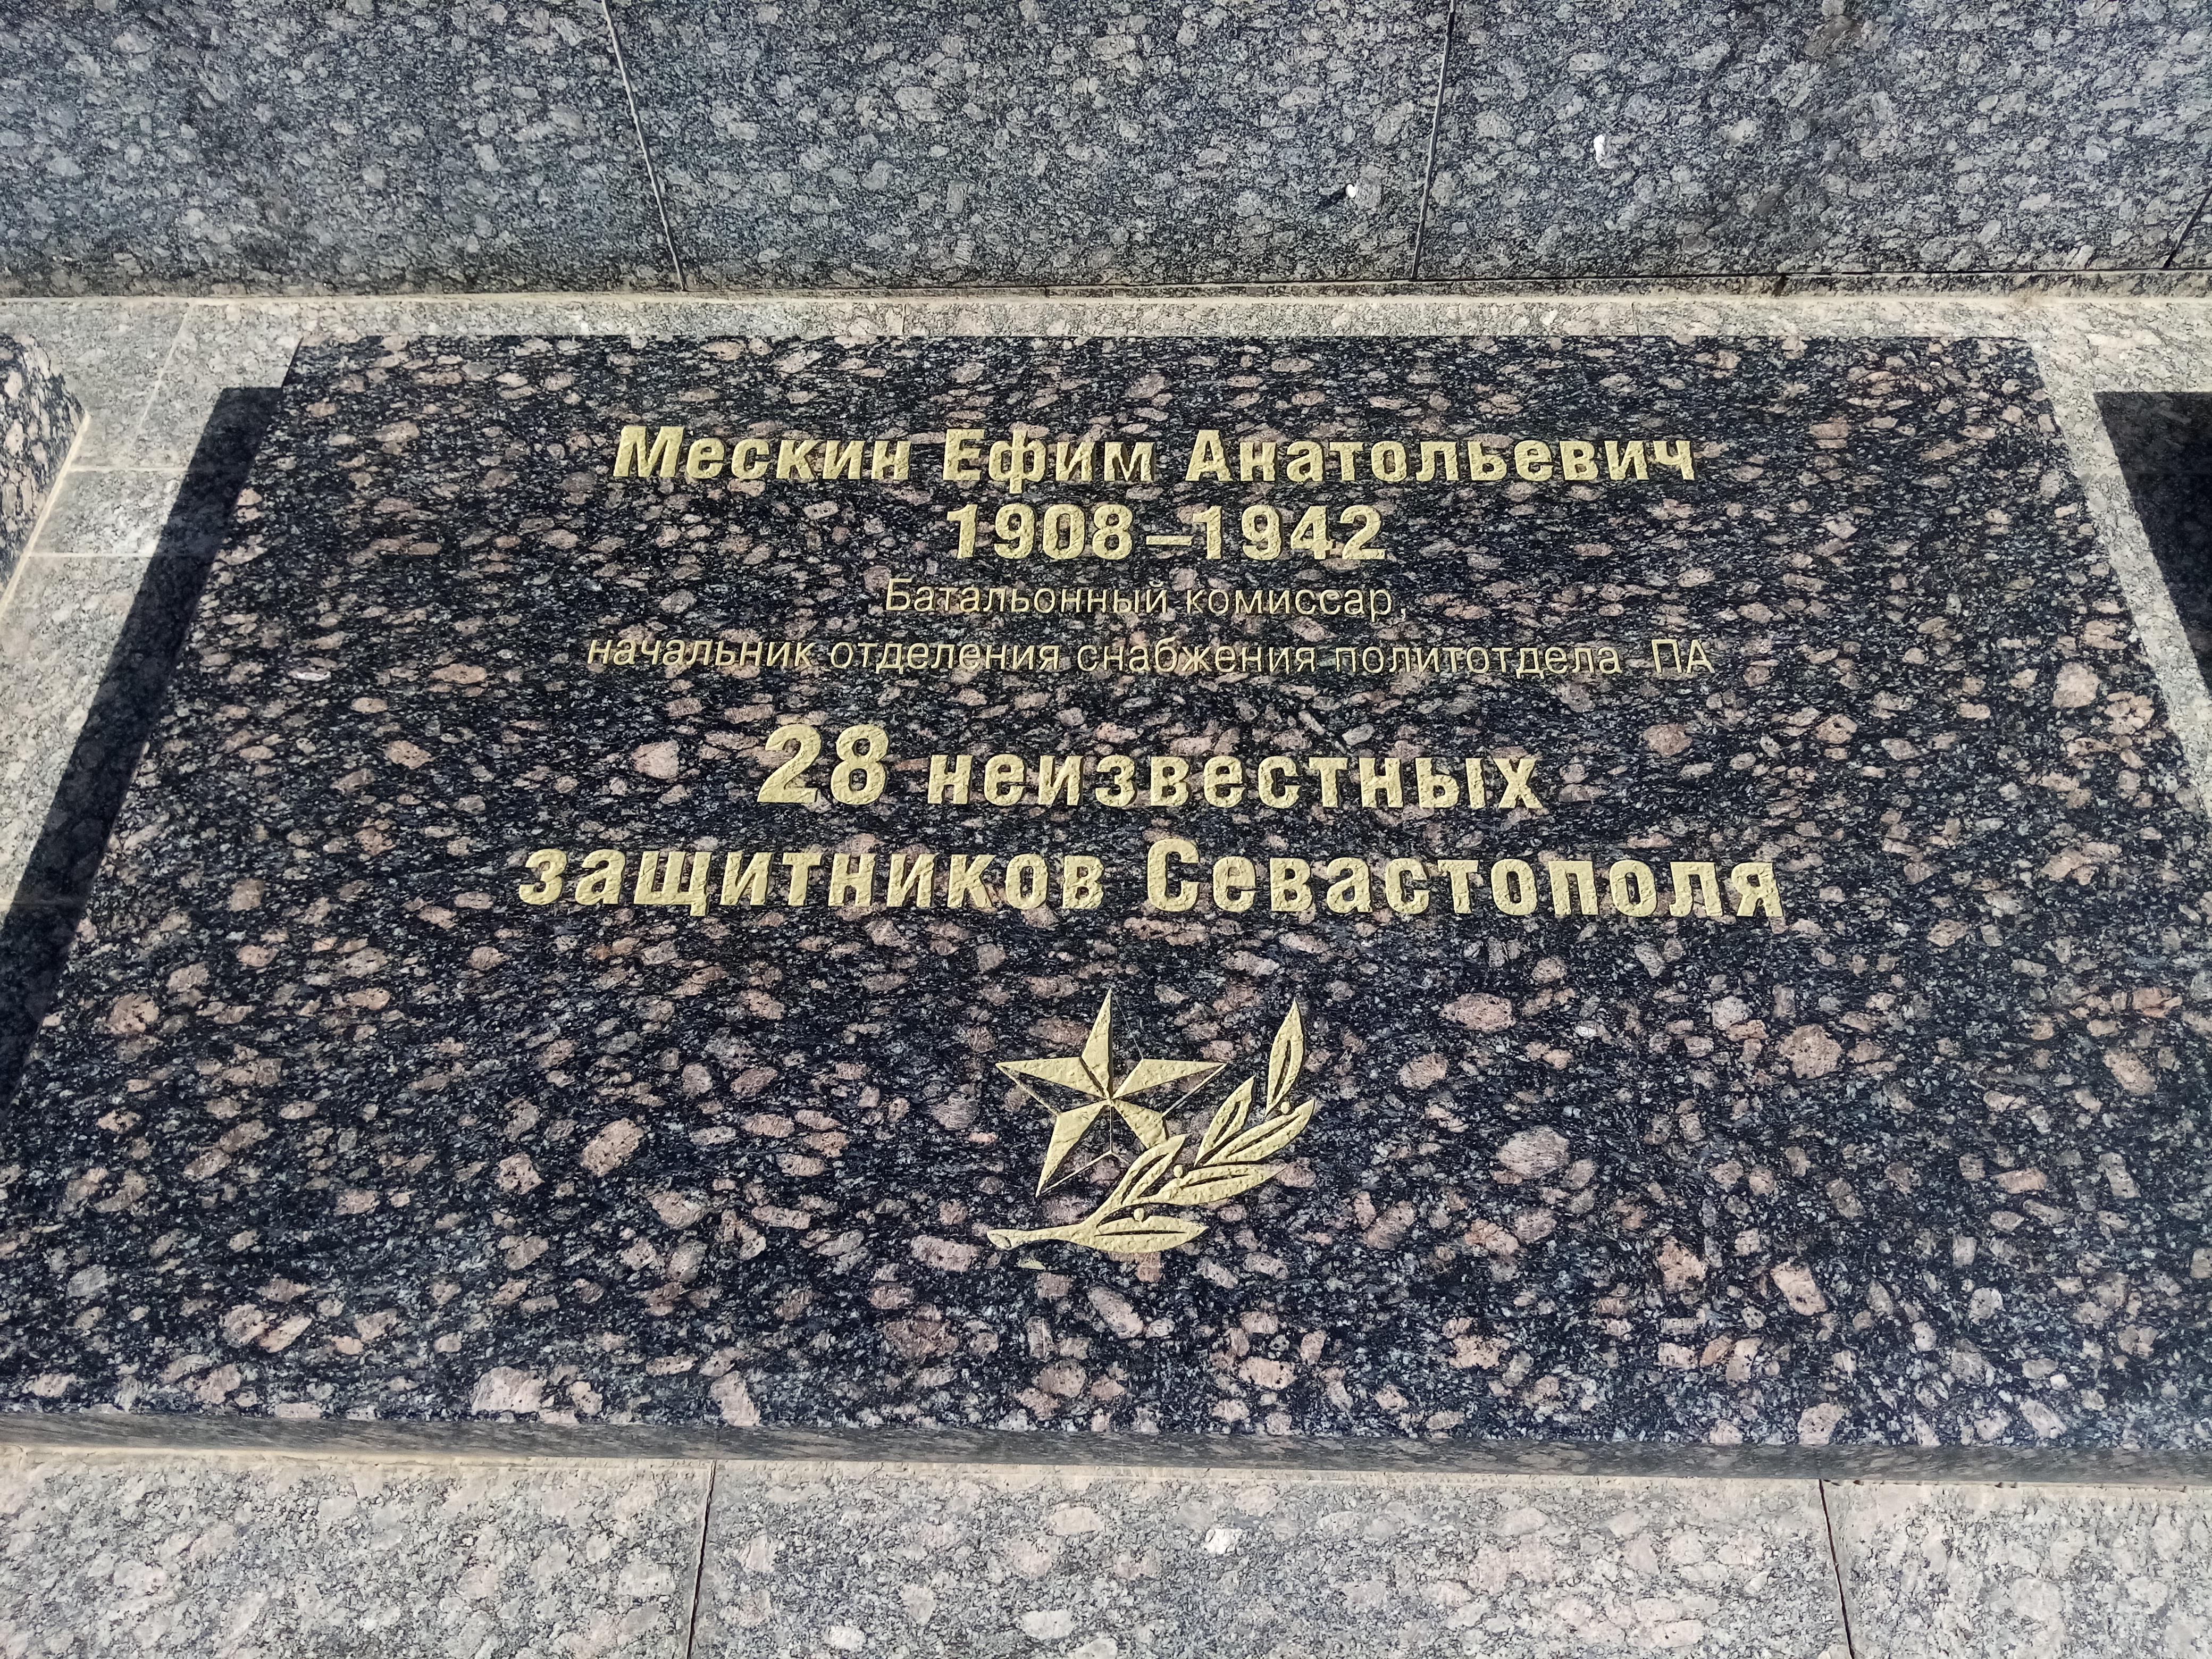 Мескин Ефим Анатольевич
1908–1942
Батальонный комиссар,
начальник отделения снабжения политотдела ПА
28 неизвестных
защитников Севастополя